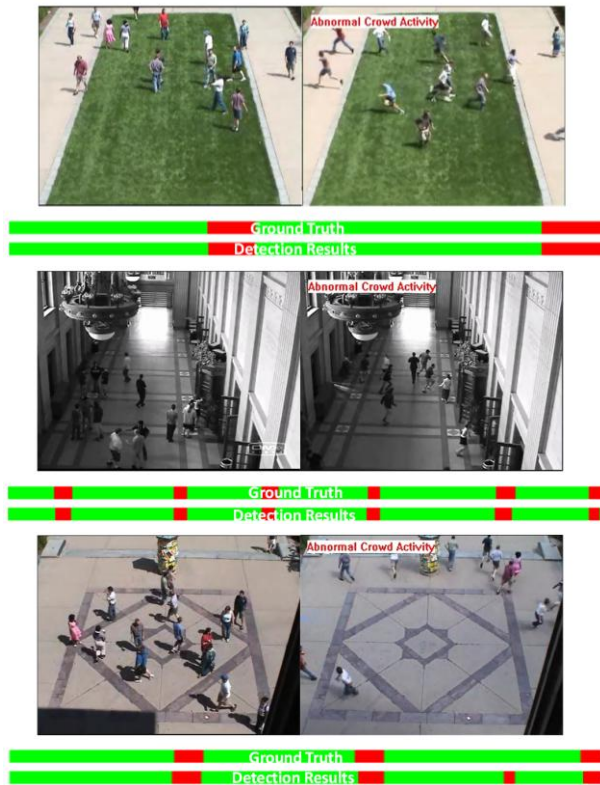 Abnormal Crowd Activity
Ground Truth
Detection Results
Abnormal Crowd Activity
Ground Truth
Detection Results
Abnormal Crowd Activity
Ground Truth
Detection Results